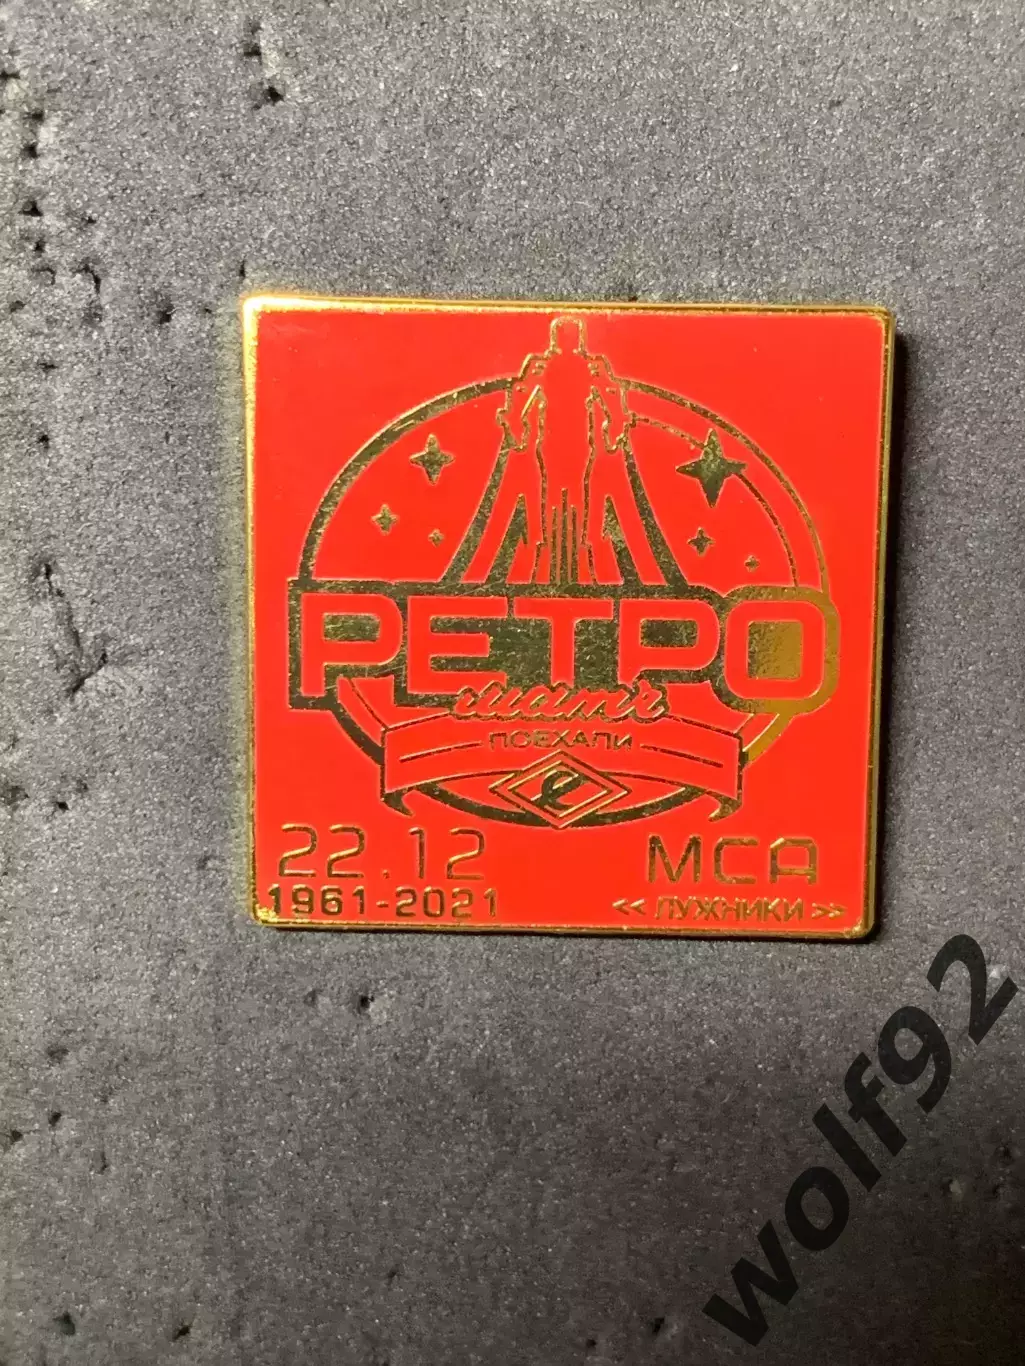 РЕТРО
матч
ПОЕХАЛИ
22.12
1961-2021
МСА
«ЛУЖНИКИ»
wolf92